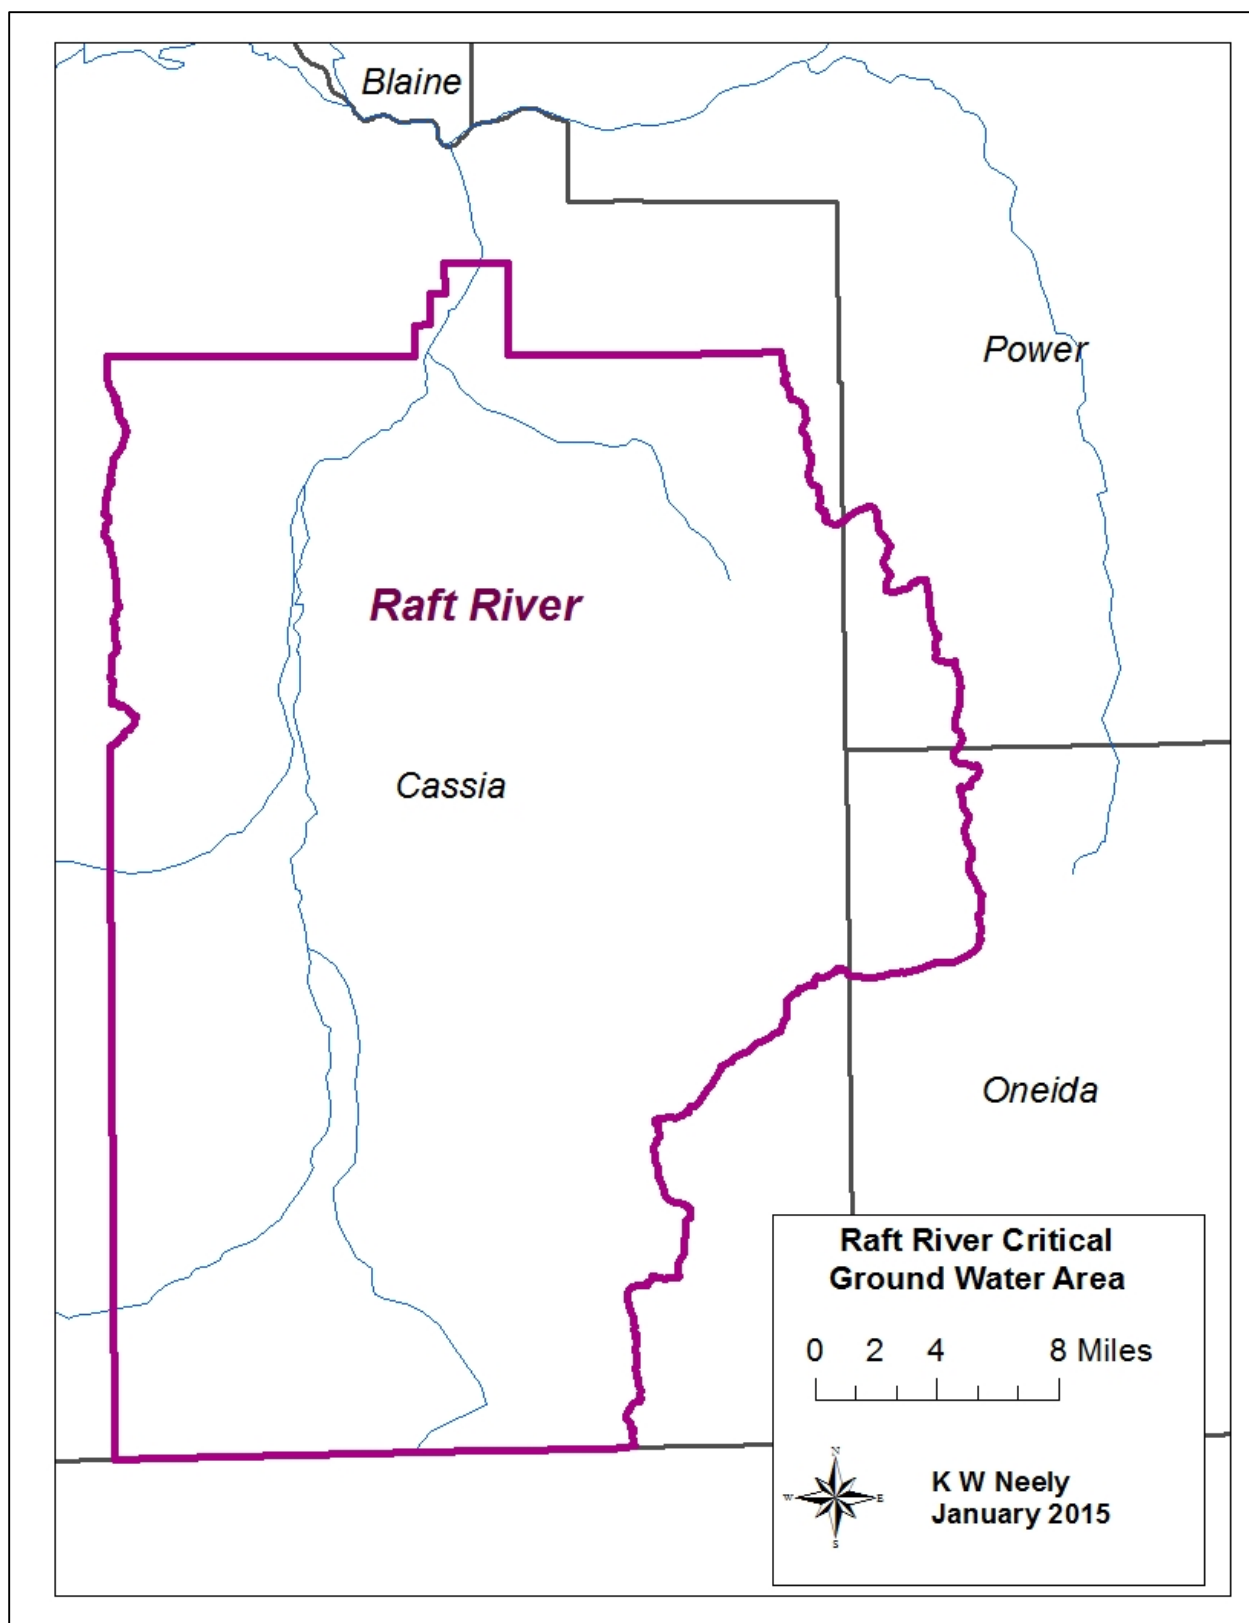 Blaine
Power
Raft River
Cassia
Oneida
Raft River Critical
Ground Water Area
0 2 4 8 Miles
N
W E
S
K W Neely
January 2015